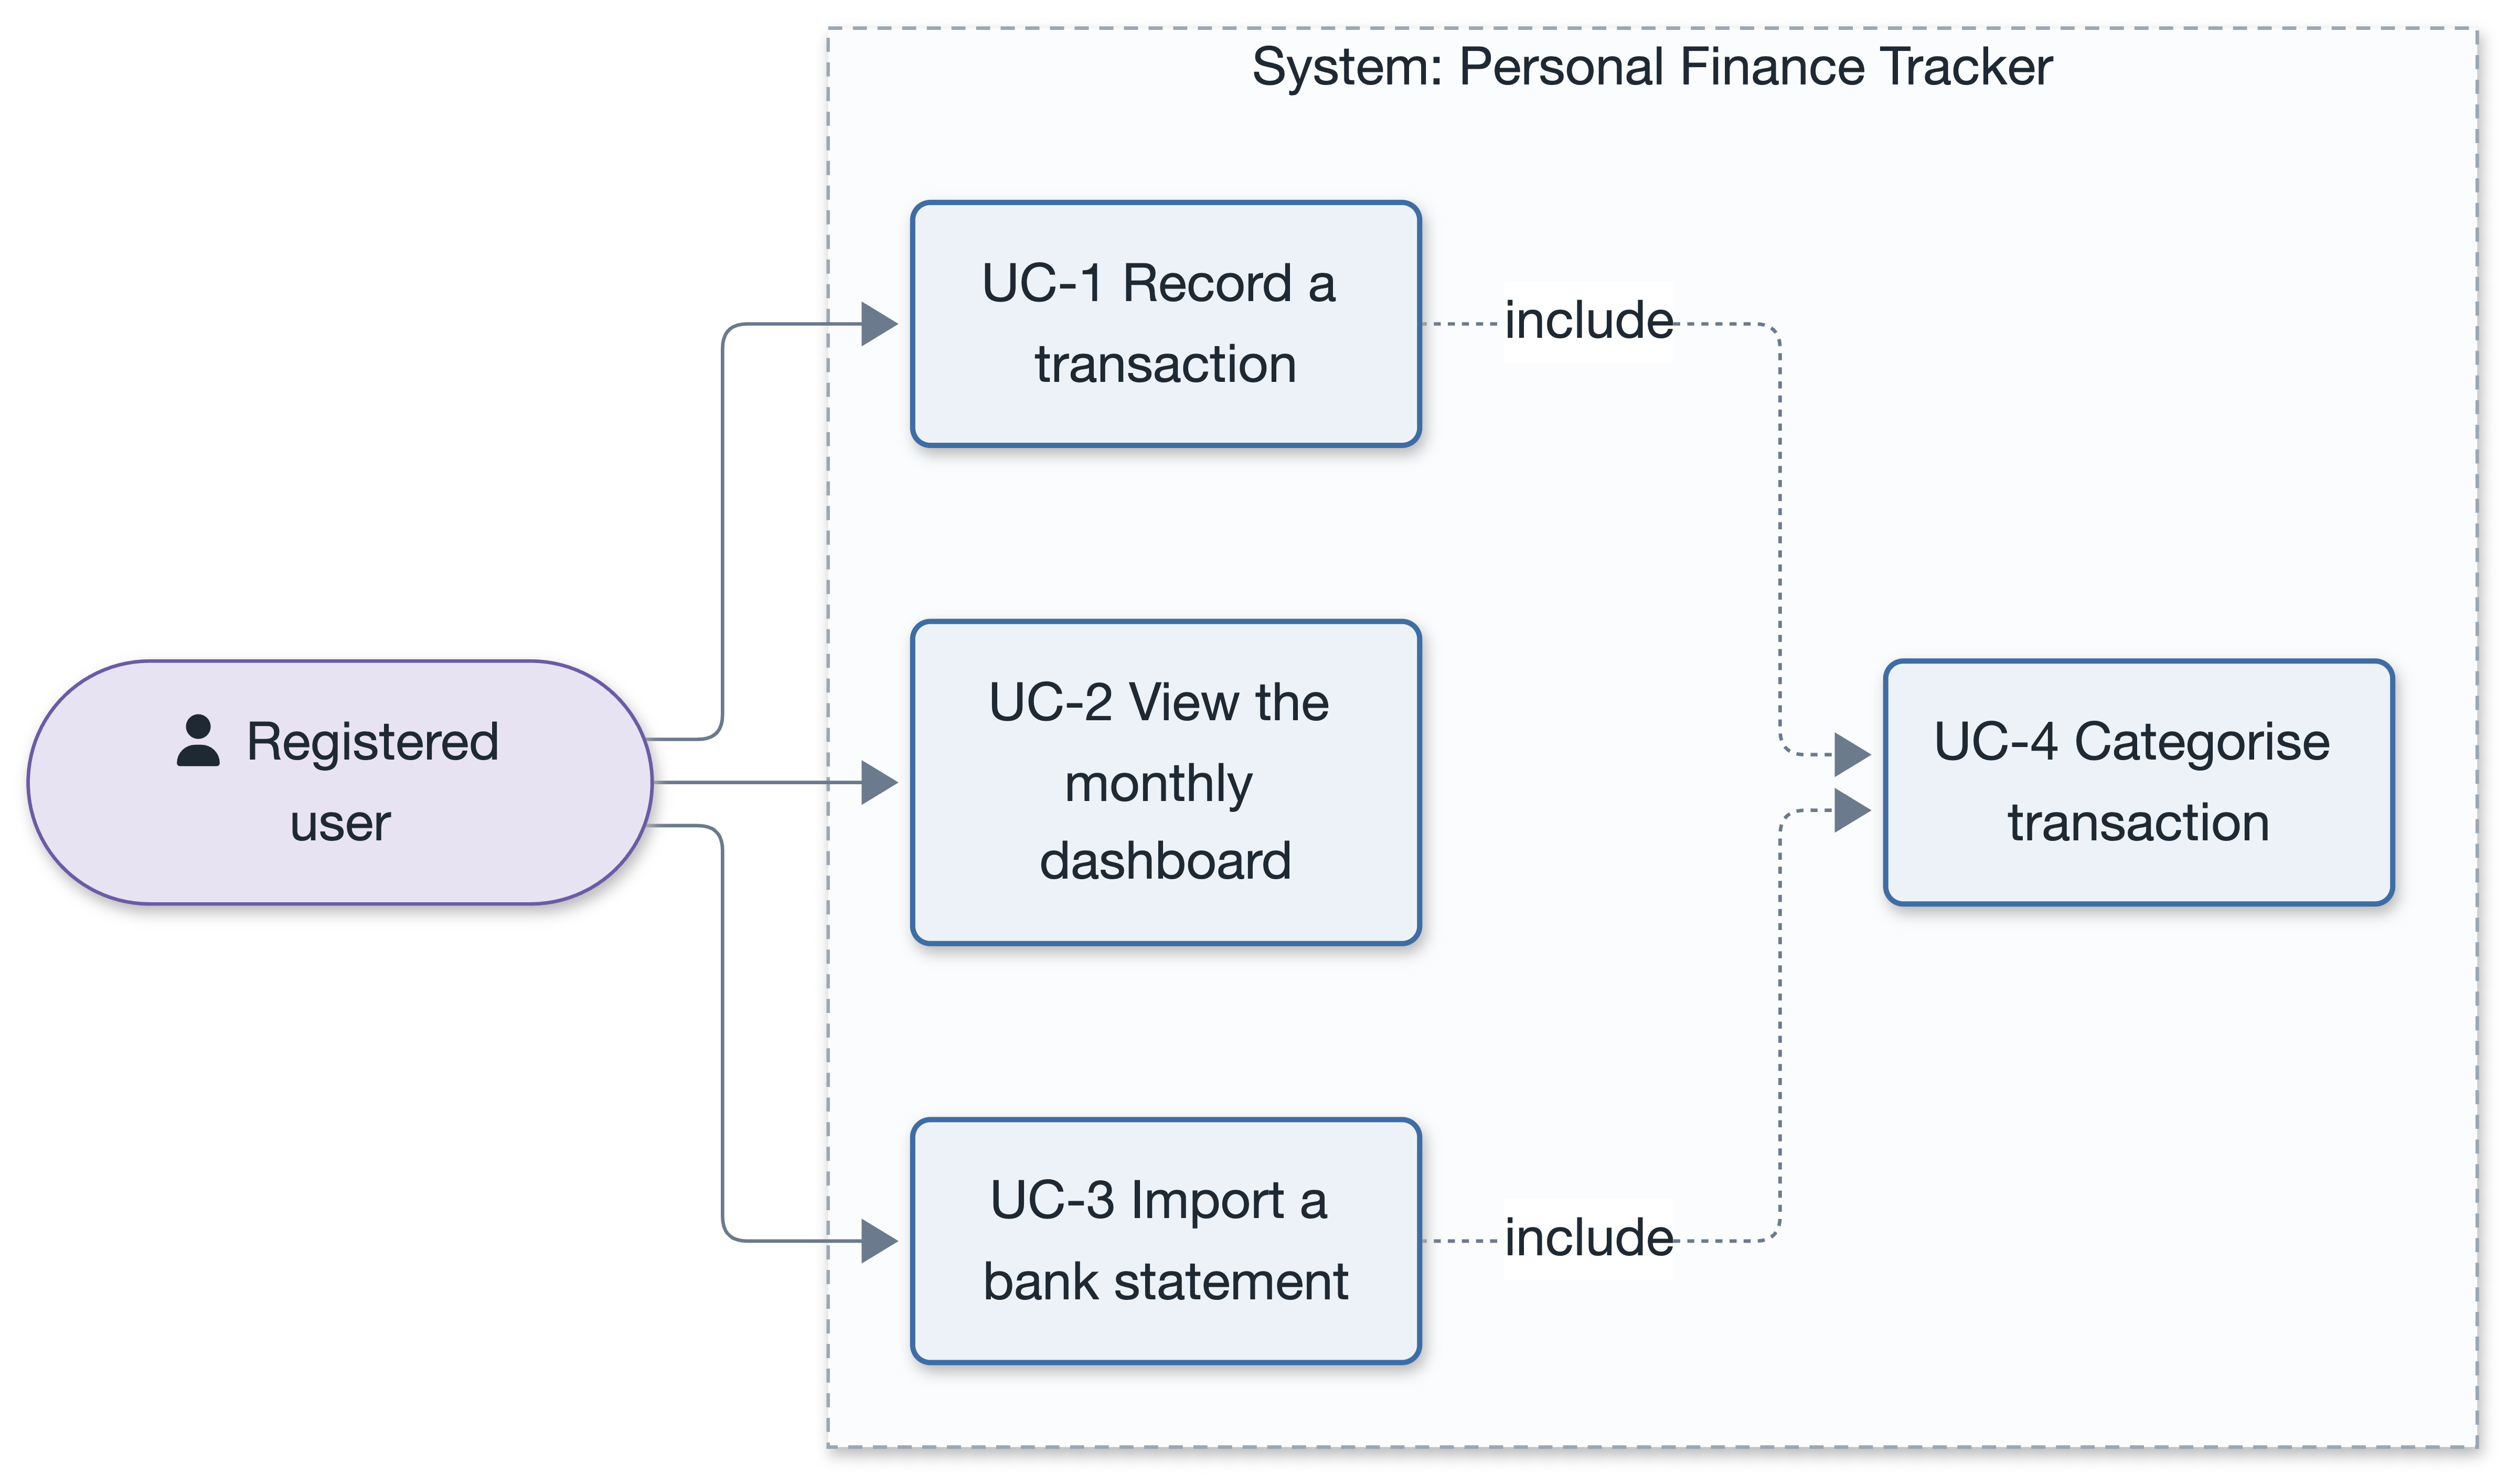 System: Personal Finance Tracker
UC-1 Record a
transaction
include
UC-2 View the
monthly
dashboard
Registered
user
UC-4 Categorise
transaction
UC-3 Import a
bank statement
include